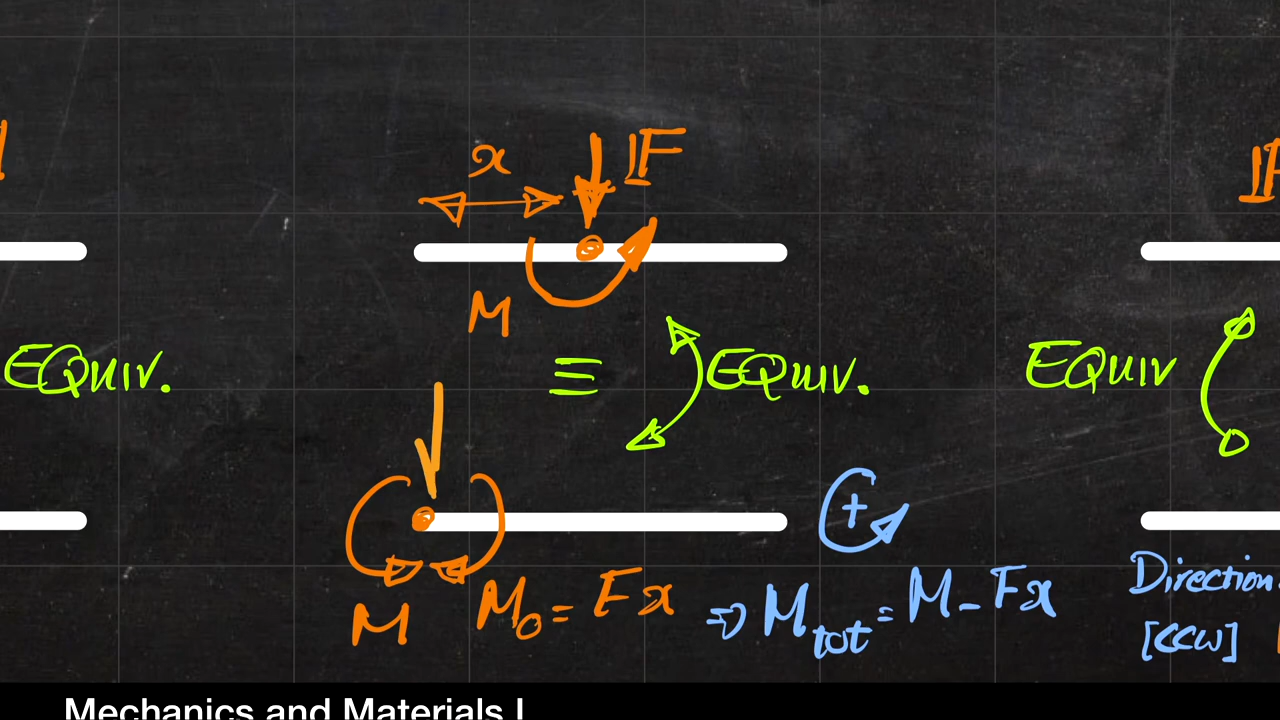 x F F
M
EQUIV. ≡ EQUIV. EQUIV
+
M M₀ = Fx ⇒ M_tot = M - Fx Direction
[CCW]
Mechanics and Materials I